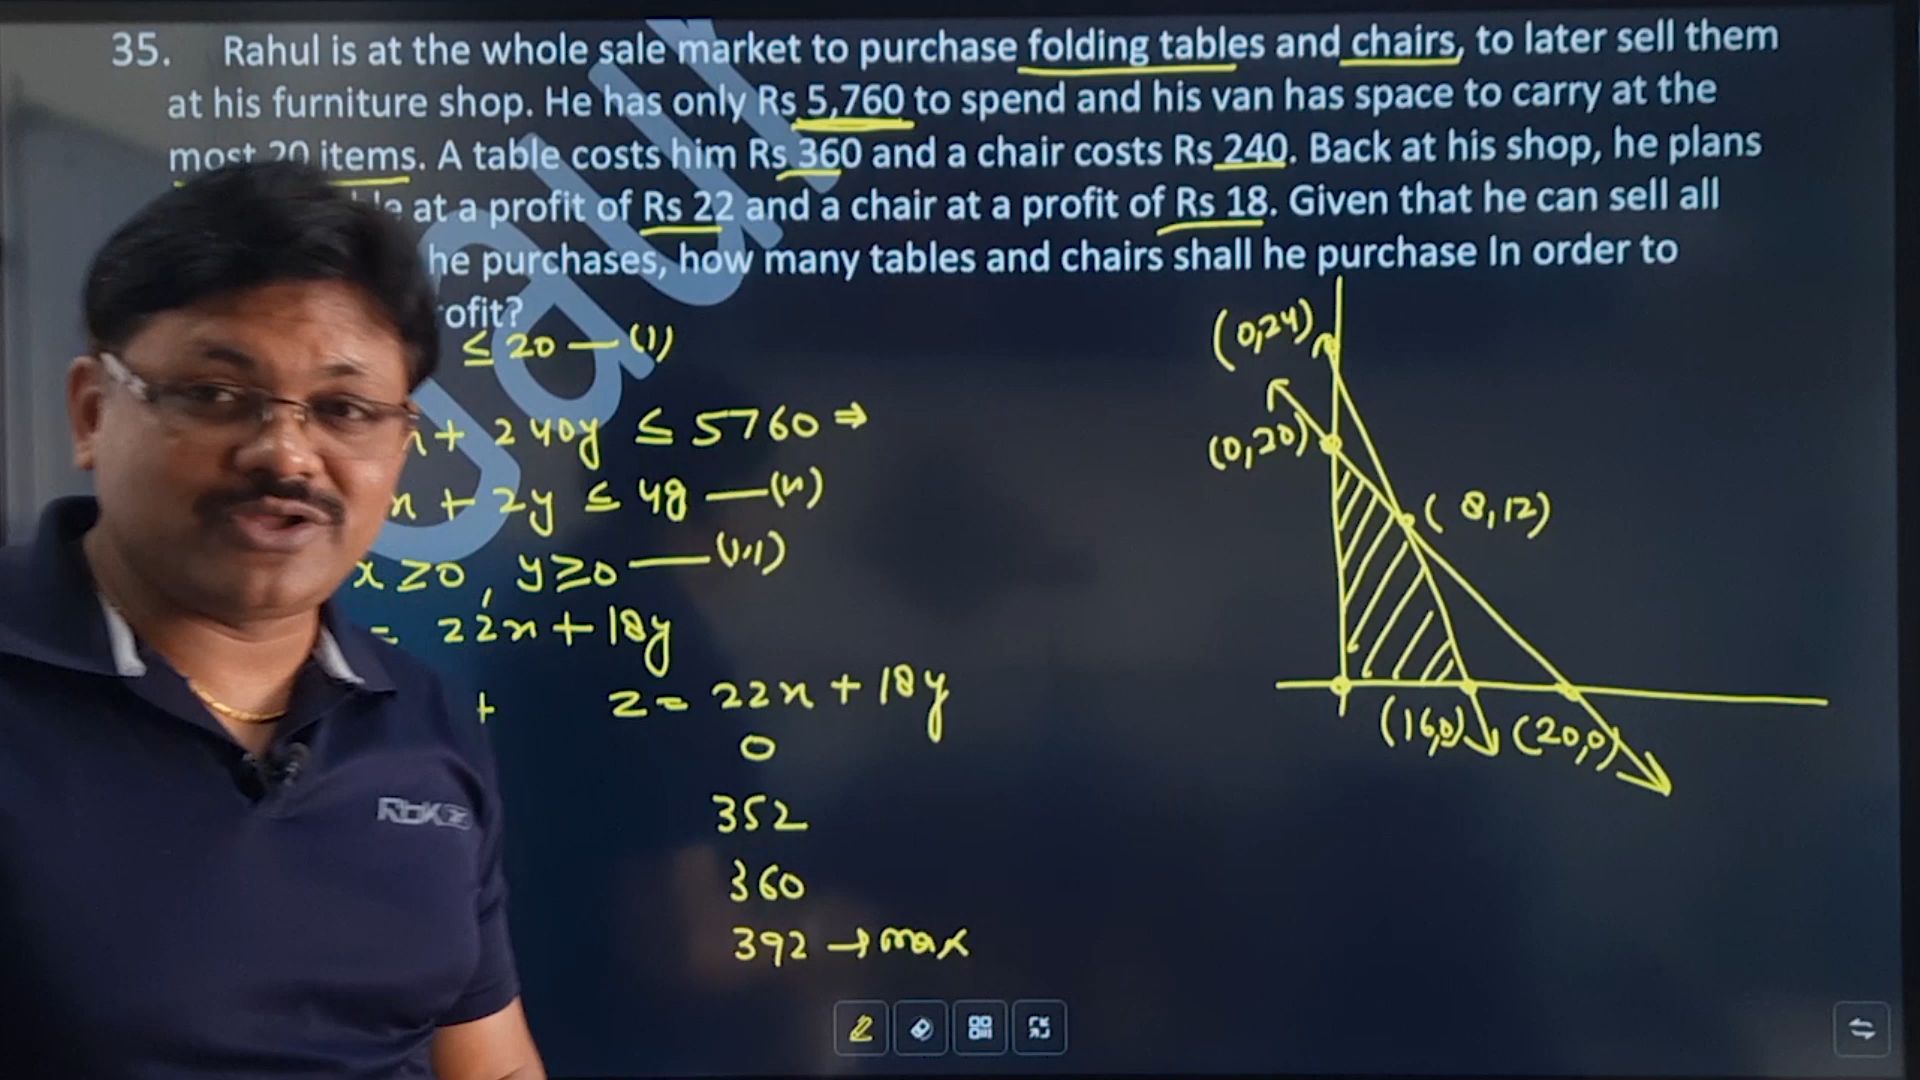 35. Rahul is at the whole sale market to purchase folding tables and chairs, to later sell them
at his furniture shop. He has only Rs 5,760 to spend and his van has space to carry at the
most 20 items. A table costs him Rs 360 and a chair costs Rs 240. Back at his shop, he plans
at a profit of Rs 22 and a chair at a profit of Rs 18. Given that he can sell all
he purchases, how many tables and chairs shall he purchase In order to
ofit?
≤ 20 — (1)
x + 240y ≤ 5760 ⇒
x + 2y ≤ 48 — (11)
x ≥ 0, y ≥ 0 — (111)
= 22x + 18y
+ z = 22x + 18y
0
352
360
392 → max
(0,24)
(0,20)
(8,12)
(16,0) (20,0)